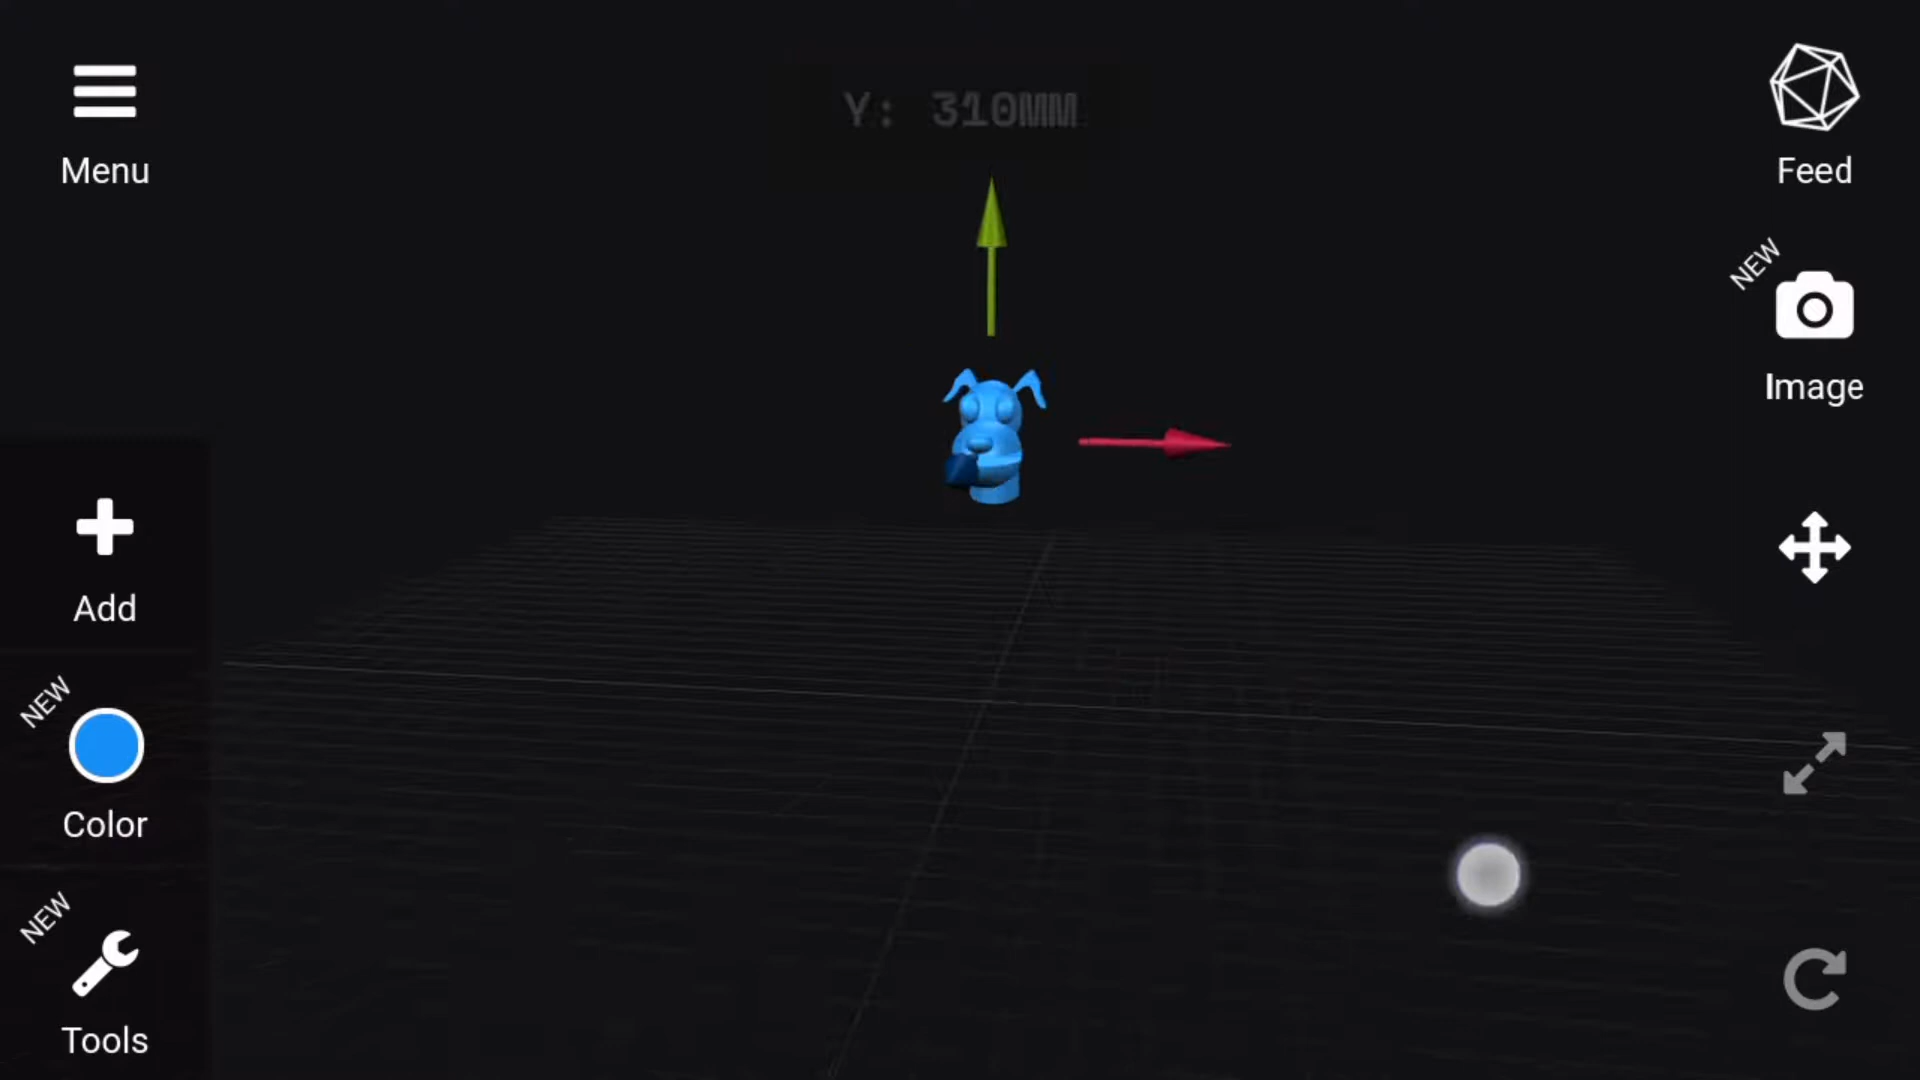 Menu
Y: 310MM
Feed
NEW
Image
Add
NEW
Color
NEW
Tools